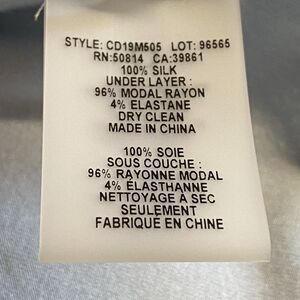 STYLE: CD19M505 LOT: 96565
RN:50814 CA:39861
100% SILK
UNDER LAYER :
96% MODAL RAYON
4% ELASTANE
DRY CLEAN
MADE IN CHINA
100% SOIE
SOUS COUCHE :
96% RAYONNE MODAL
4% ÉLASTHANNE
NETTOYAGE À SEC
SEULEMENT
FABRIQUÉ EN CHINE